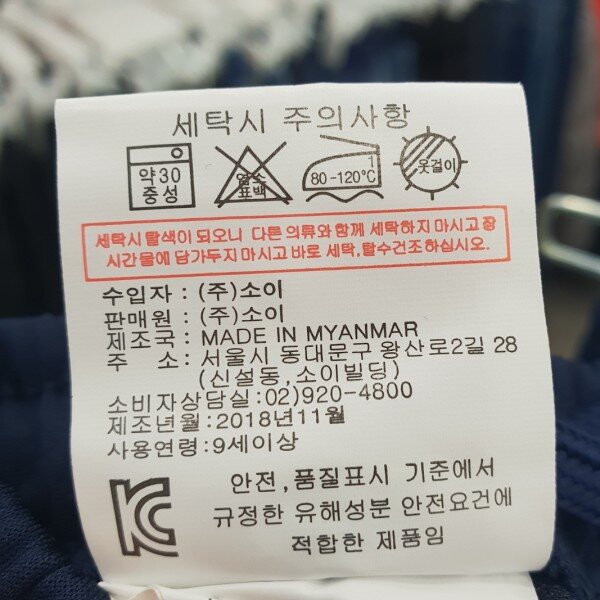 세탁시 주의사항
약30
중성
염소
표백
1
80-120℃
옷걸이
세탁시 탈색이 되오니 다른 의류와 함께 세탁하지 마시고 장
시간 물에 담가두지 마시고 바로 세탁,탈수건조 하십시오.
수입자 : (주)소이
판매원 : (주)소이
제조국 : MADE IN MYANMAR
주 소 : 서울시 동대문구 왕산로2길 28
(신설동,소이빌딩)
소비자상담실:02)920-4800
제조년월:2018년11월
사용연령:9세이상
안전,품질표시 기준에서
규정한 유해성분 안전요건에
적합한 제품임